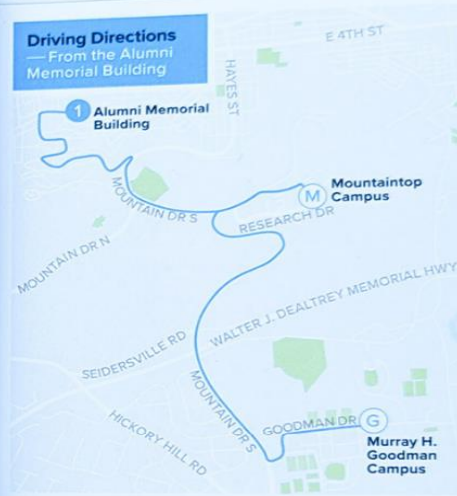 Driving Directions
— From the Alumni
Memorial Building
E 4TH ST
HAYES ST
1 Alumni Memorial
Building
M Mountaintop
Campus
MOUNTAIN DR S
RESEARCH DR
MOUNTAIN DR N
WALTER J. DEALTREY MEMORIAL HWY
SEIDERSVILLE RD
MOUNTAIN DR S
HICKORY HILL RD
GOODMAN DR
G
Murray H.
Goodman
Campus